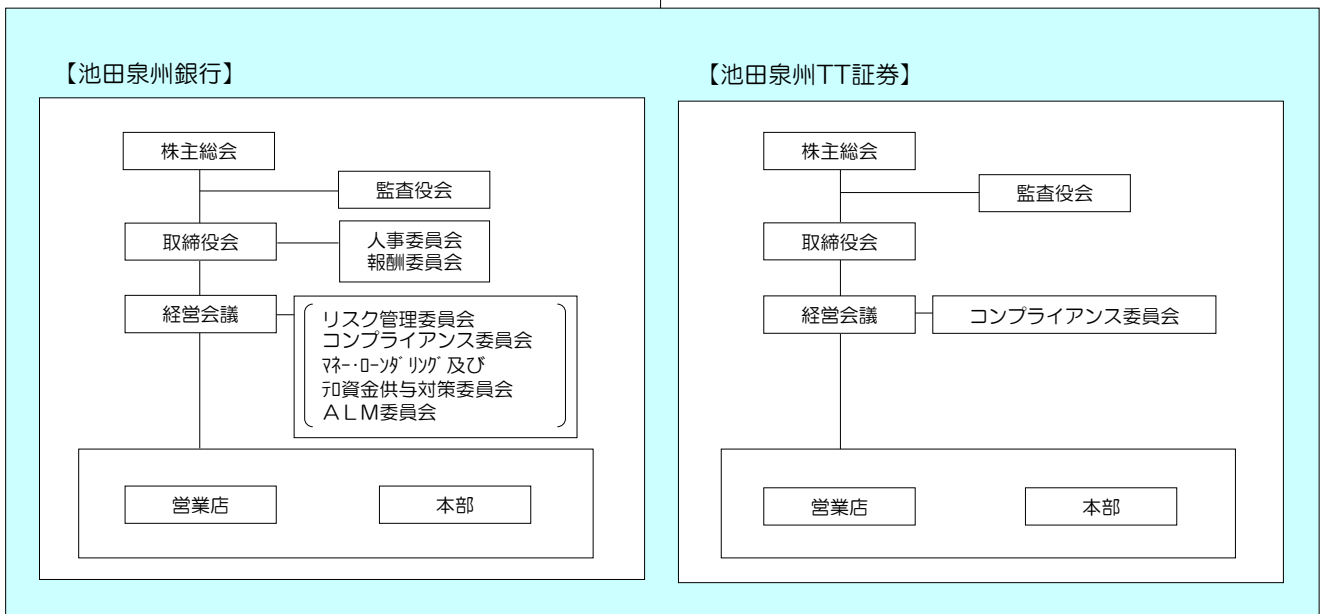 【池田泉州銀行】
株主総会
監査役会
取締役会
人事委員会
報酬委員会
経営会議
リスク管理委員会
コンプライアンス委員会
ﾏﾈｰ･ﾛｰﾝﾀﾞﾘﾝｸﾞ及び
ﾃﾛ資金供与対策委員会
ＡＬＭ委員会
営業店
本部
【池田泉州TT証券】
株主総会
監査役会
取締役会
経営会議
コンプライアンス委員会
営業店
本部